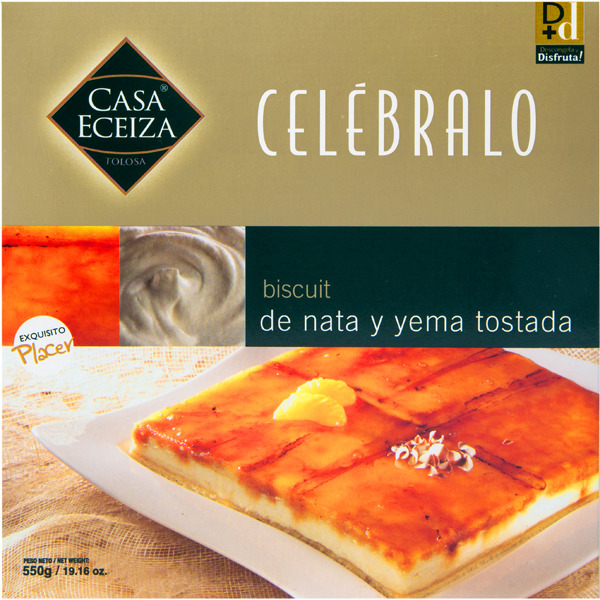 D+d
Descongela y
Disfruta!
CASA ®
ECEIZA
TOLOSA
CELÉBRALO
biscuit
de nata y yema tostada
EXQUISITO
Placer
PESO NETO / NET WEIGHT:
550g / 19.16 oz.